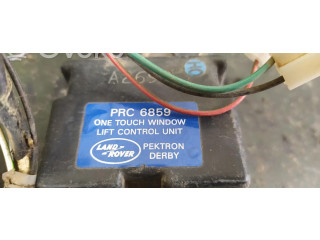 PRC 6859
ONE TOUCH WINDOW
LIFT CONTROL UNIT
LAND-
ROVER
PEKTRON
DERBY